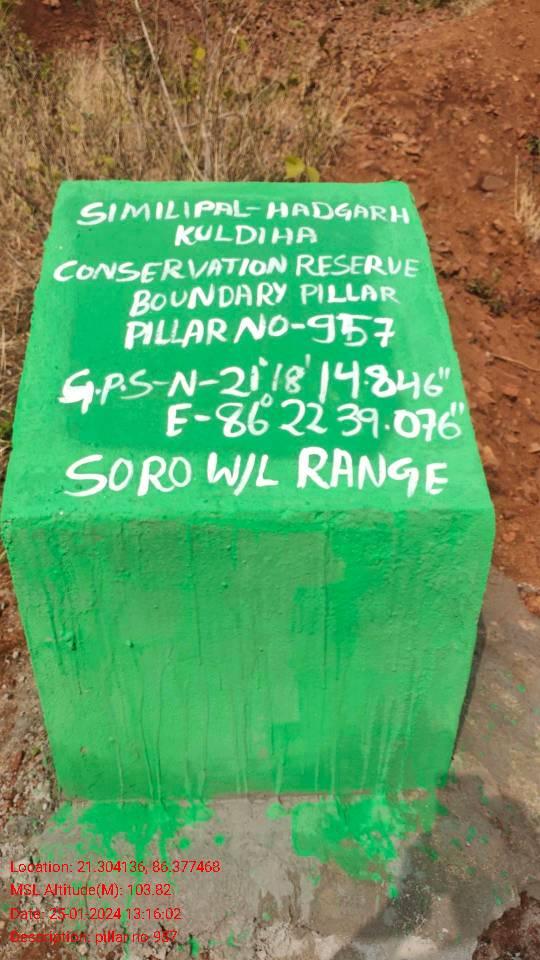 SIMILIPAL-HADGARH
KULDIHA
CONSERVATION RESERVE
BOUNDARY PILLAR
PILLAR NO-957
G.P.S-N-21°18'14.846"
E-86°22 39.076"
SORO W/L RANGE
Location: 21.304136, 86.377468
MSL Altitude(M): 103.82
Date: 25-01-2024 13:16:02
Description: pillar no 957